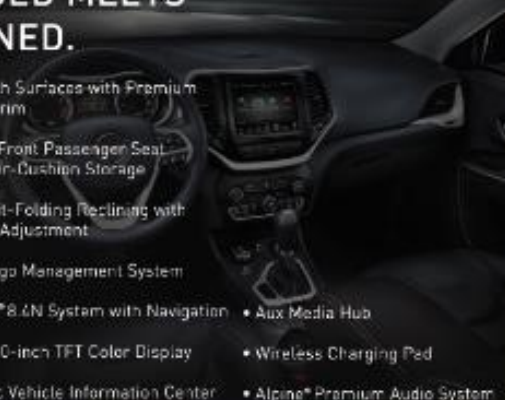 MEETS
NED.
h Surfaces with Premium
rim
Front Passenger Seat
n-Cushion Storage
t-Folding Reclining with
Adjustment
go Management System
8.4N System with Navigation
• Aux Media Hub
0-inch TFT Color Display
• Wireless Charging Pad
Vehicle Information Center
• Alpine® Premium Audio System